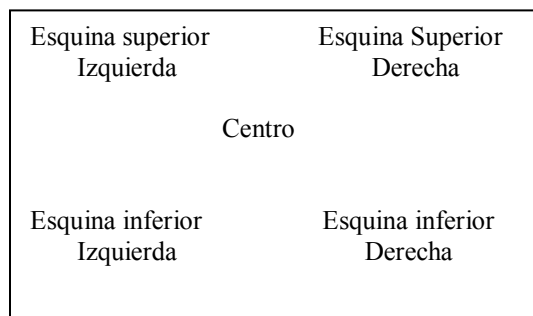 Esquina superior
Izquierda
Esquina Superior
Derecha
Centro
Esquina inferior
Izquierda
Esquina inferior
Derecha